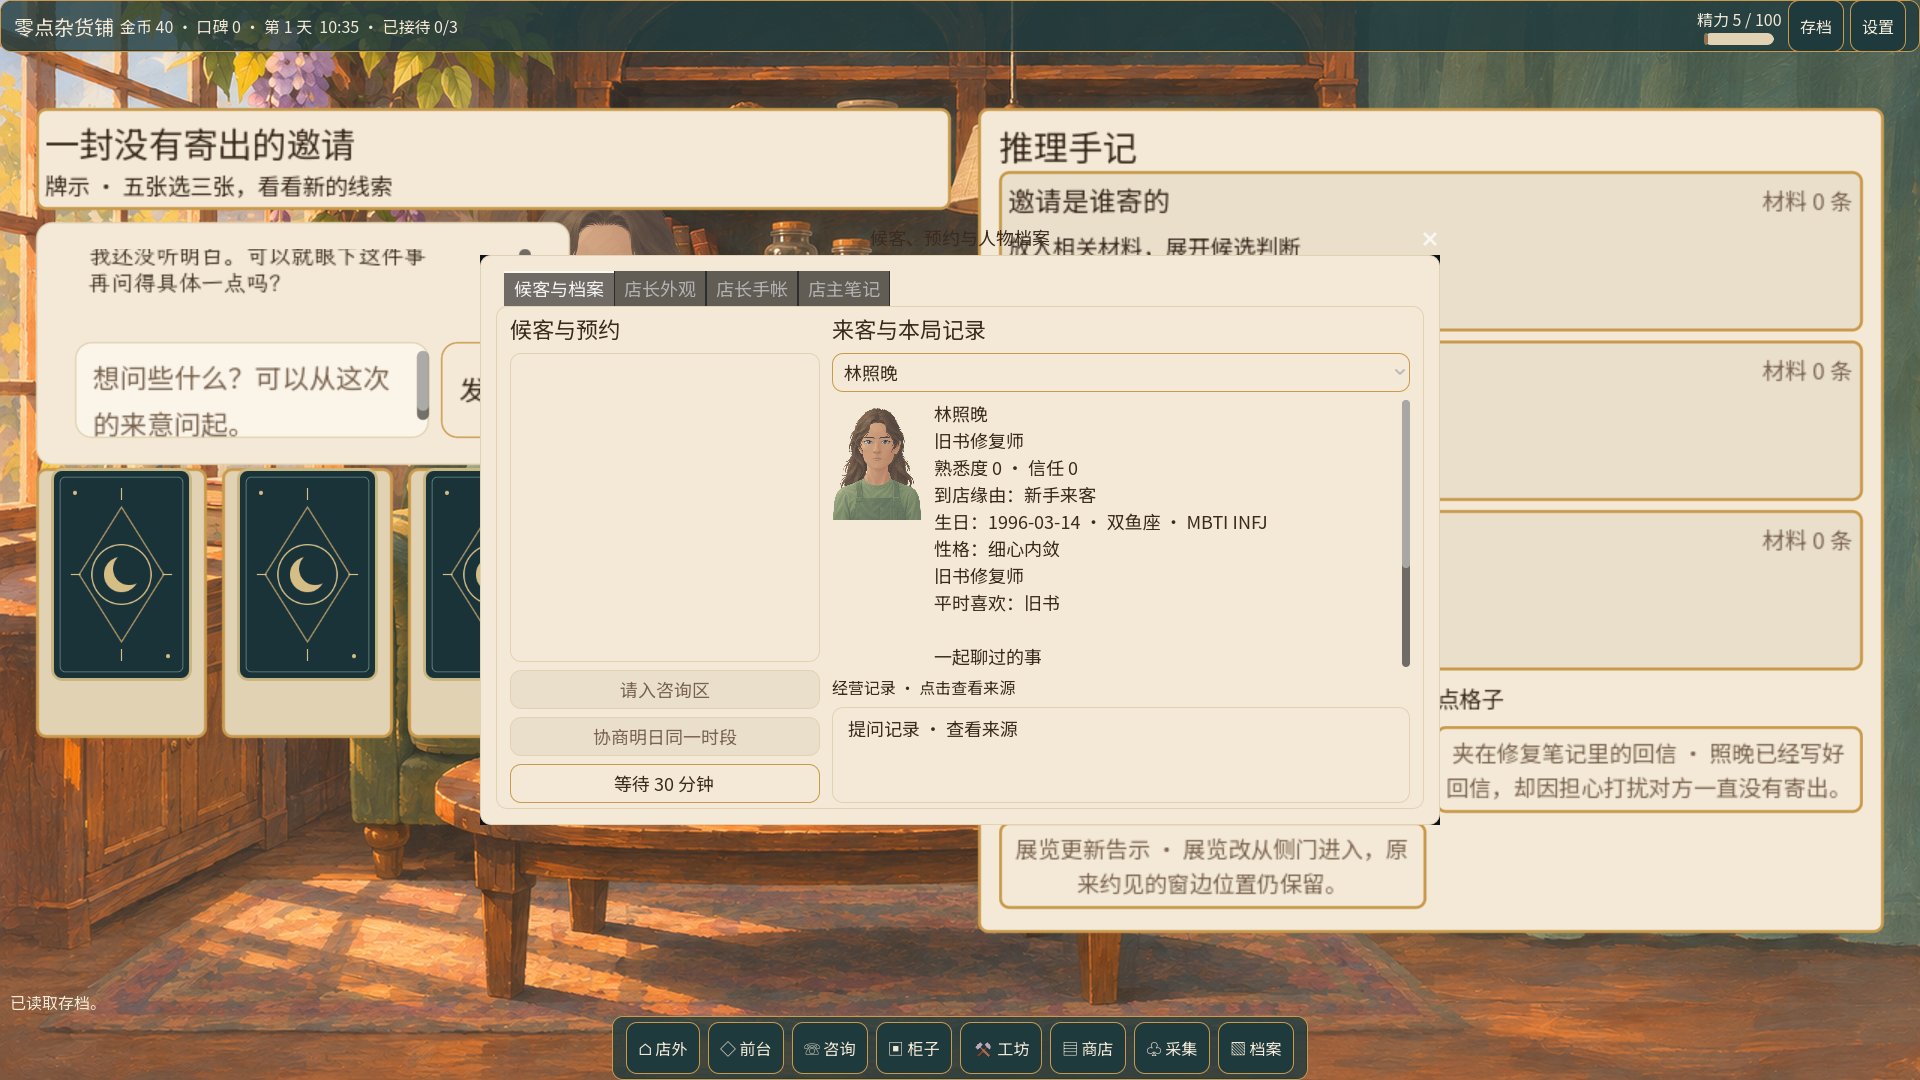 零点杂货铺 金币 40 · 口碑 0 · 第 1 天 10:35 · 已接待 0/3
精力 5 / 100
存档
设置
一封没有寄出的邀请
牌示 · 五张选三张，看看新的线索
我还没听明白。可以就眼下这件事
再问得具体一点吗？
想问些什么？可以从这次
的来意问起。
发
推理手记
邀请是谁寄的
材料 0 条
放入相关材料，展开候选判断
材料 0 条
材料 0 条
点格子
夹在修复笔记里的回信 · 照晚已经写好
回信，却因担心打扰对方一直没有寄出。
展览更新告示 · 展览改从侧门进入，原
来约见的窗边位置仍保留。
候客、预约与人物档案
候客与档案
店长外观
店长手帐
店主笔记
候客与预约
请入咨询区
协商明日同一时段
等待 30 分钟
来客与本局记录
林照晚
林照晚
旧书修复师
熟悉度 0 · 信任 0
到店缘由：新手来客
生日：1996-03-14 · 双鱼座 · MBTI INFJ
性格：细心内敛
旧书修复师
平时喜欢：旧书
一起聊过的事
经营记录 · 点击查看来源
提问记录 · 查看来源
已读取存档。
店外
前台
咨询
柜子
工坊
商店
采集
档案